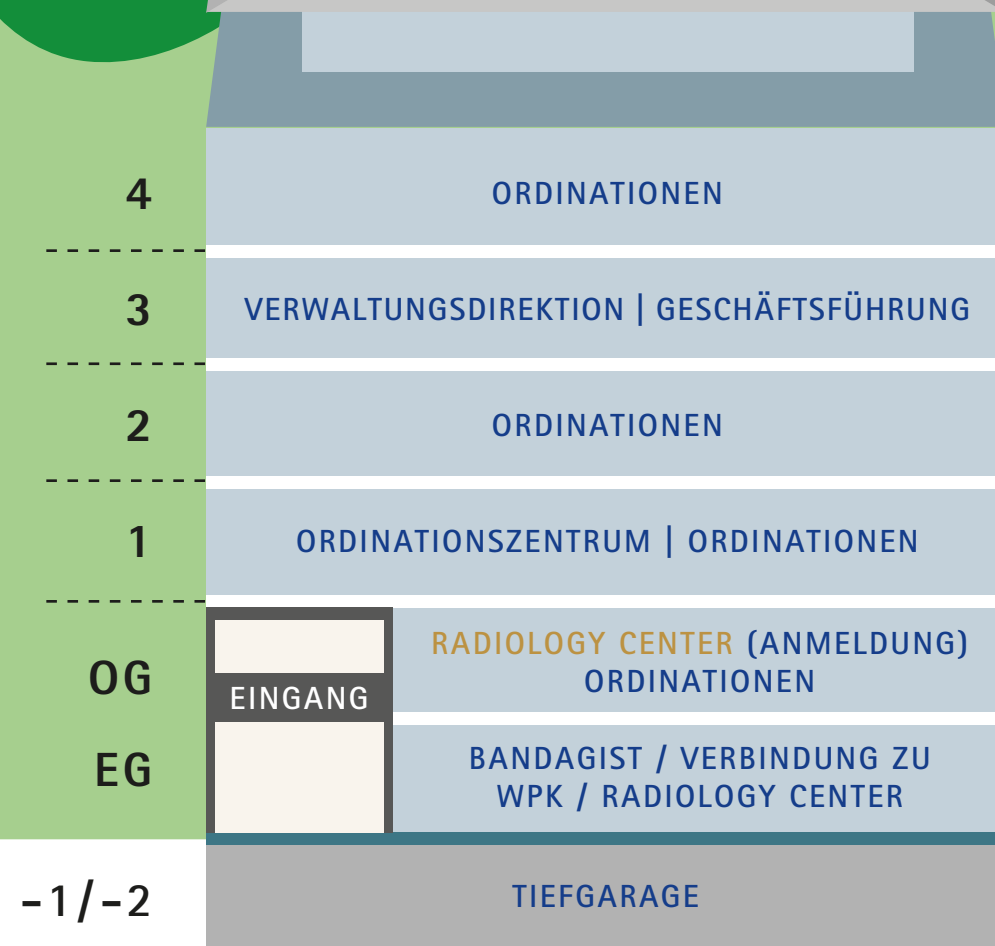 4 ORDINATIONEN
3 VERWALTUNGSDIREKTION | GESCHÄFTSFÜHRUNG
2 ORDINATIONEN
1 ORDINATIONSZENTRUM | ORDINATIONEN
OG RADIOLOGY CENTER (ANMELDUNG)
ORDINATIONEN
EINGANG
EG BANDAGIST / VERBINDUNG ZU
WPK / RADIOLOGY CENTER
-1/-2 TIEFGARAGE